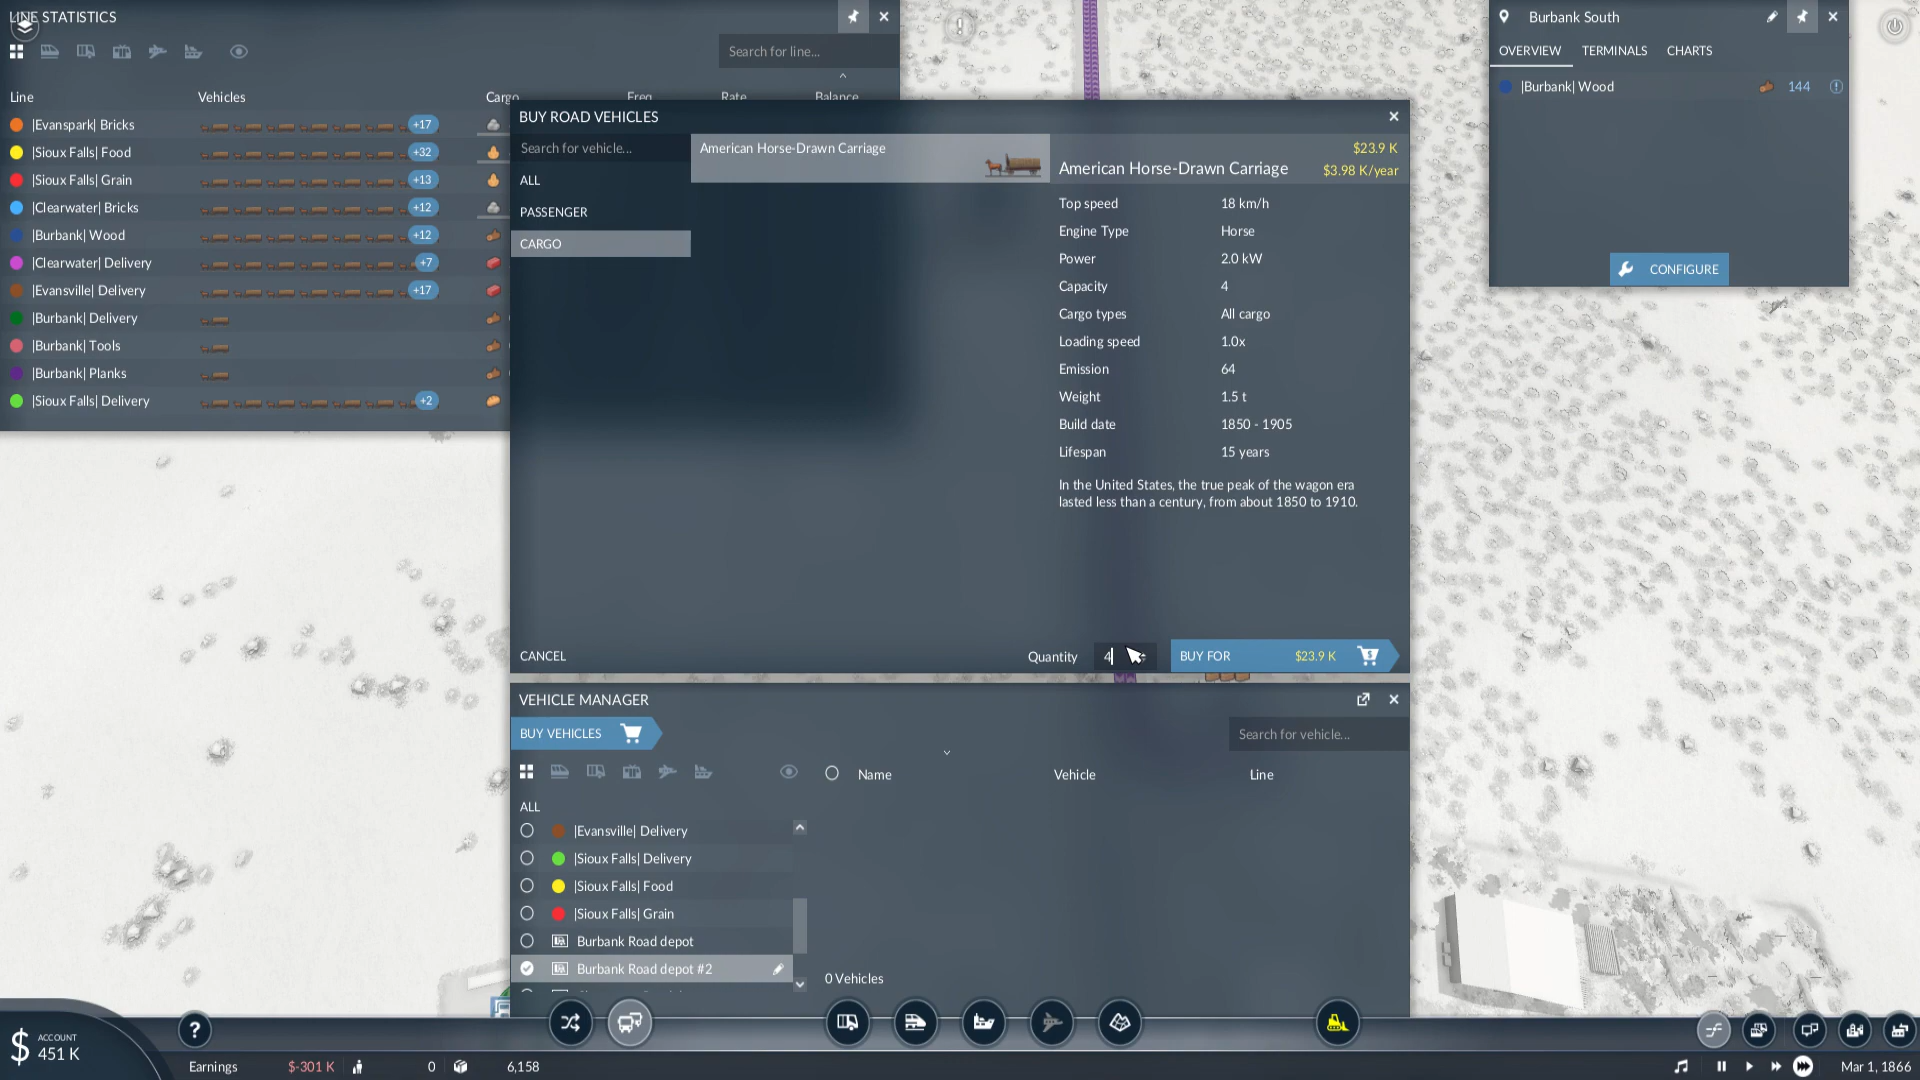 LINE STATISTICS
Search for line...
Line
Vehicles
Cargo
Freq
Rate
Balance
|Evanspark| Bricks
+17
|Sioux Falls| Food
+32
|Sioux Falls| Grain
+13
|Clearwater| Bricks
+12
|Burbank| Wood
+12
|Clearwater| Delivery
+7
|Evansville| Delivery
+17
|Burbank| Delivery
|Burbank| Tools
|Burbank| Planks
|Sioux Falls| Delivery
+2
BUY ROAD VEHICLES
Search for vehicle...
ALL
PASSENGER
CARGO
American Horse-Drawn Carriage
$23.9 K
American Horse-Drawn Carriage
$3.98 K/year
Top speed 18 km/h
Engine Type Horse
Power 2.0 kW
Capacity 4
Cargo types All cargo
Loading speed 1.0x
Emission 64
Weight 1.5 t
Build date 1850 - 1905
Lifespan 15 years
In the United States, the true peak of the wagon era
lasted less than a century, from about 1850 to 1910.
CANCEL
Quantity 4
BUY FOR $23.9 K
VEHICLE MANAGER
BUY VEHICLES
Search for vehicle...
Name
Vehicle
Line
ALL
|Evansville| Delivery
|Sioux Falls| Delivery
|Sioux Falls| Food
|Sioux Falls| Grain
Burbank Road depot
Burbank Road depot #2
0 Vehicles
Burbank South
OVERVIEW
TERMINALS
CHARTS
|Burbank| Wood
144
CONFIGURE
$ ACCOUNT
451 K
?
Earnings
$-301 K
0
6,158
Mar 1, 1866